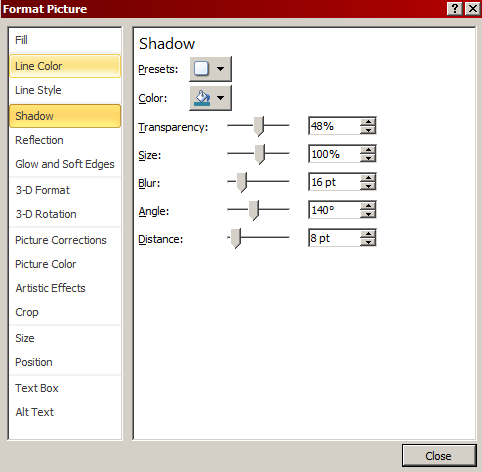 Format Picture
Fill
Line Color
Line Style
Shadow
Reflection
Glow and Soft Edges
3-D Format
3-D Rotation
Picture Corrections
Picture Color
Artistic Effects
Crop
Size
Position
Text Box
Alt Text
Shadow
Presets:
Color:
Transparency: 48%
Size: 100%
Blur: 16 pt
Angle: 140°
Distance: 8 pt
Close